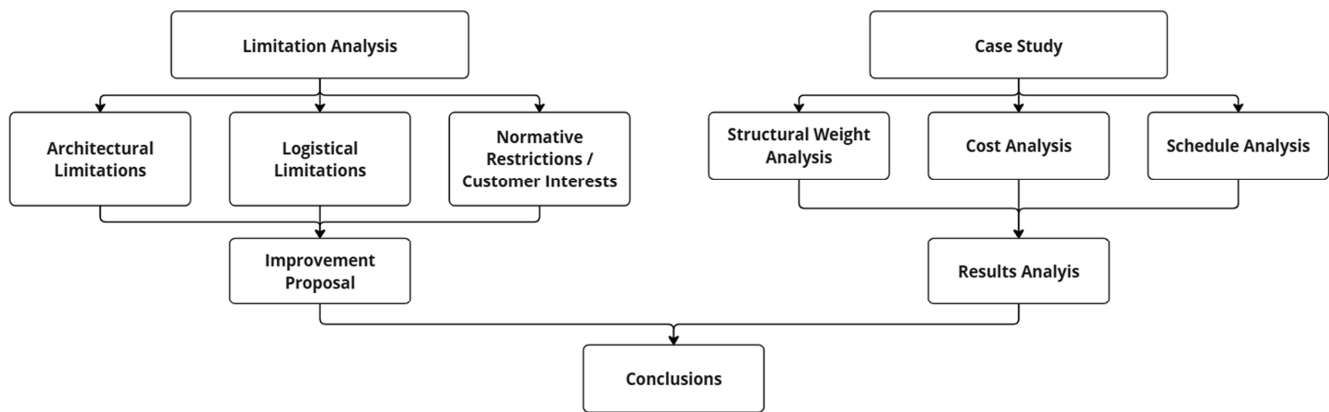 Limitation Analysis
Case Study
Architectural
Limitations
Logistical
Limitations
Normative
Restrictions /
Customer Interests
Structural Weight
Analysis
Cost Analysis
Schedule Analysis
Improvement
Proposal
Results Analyis
Conclusions